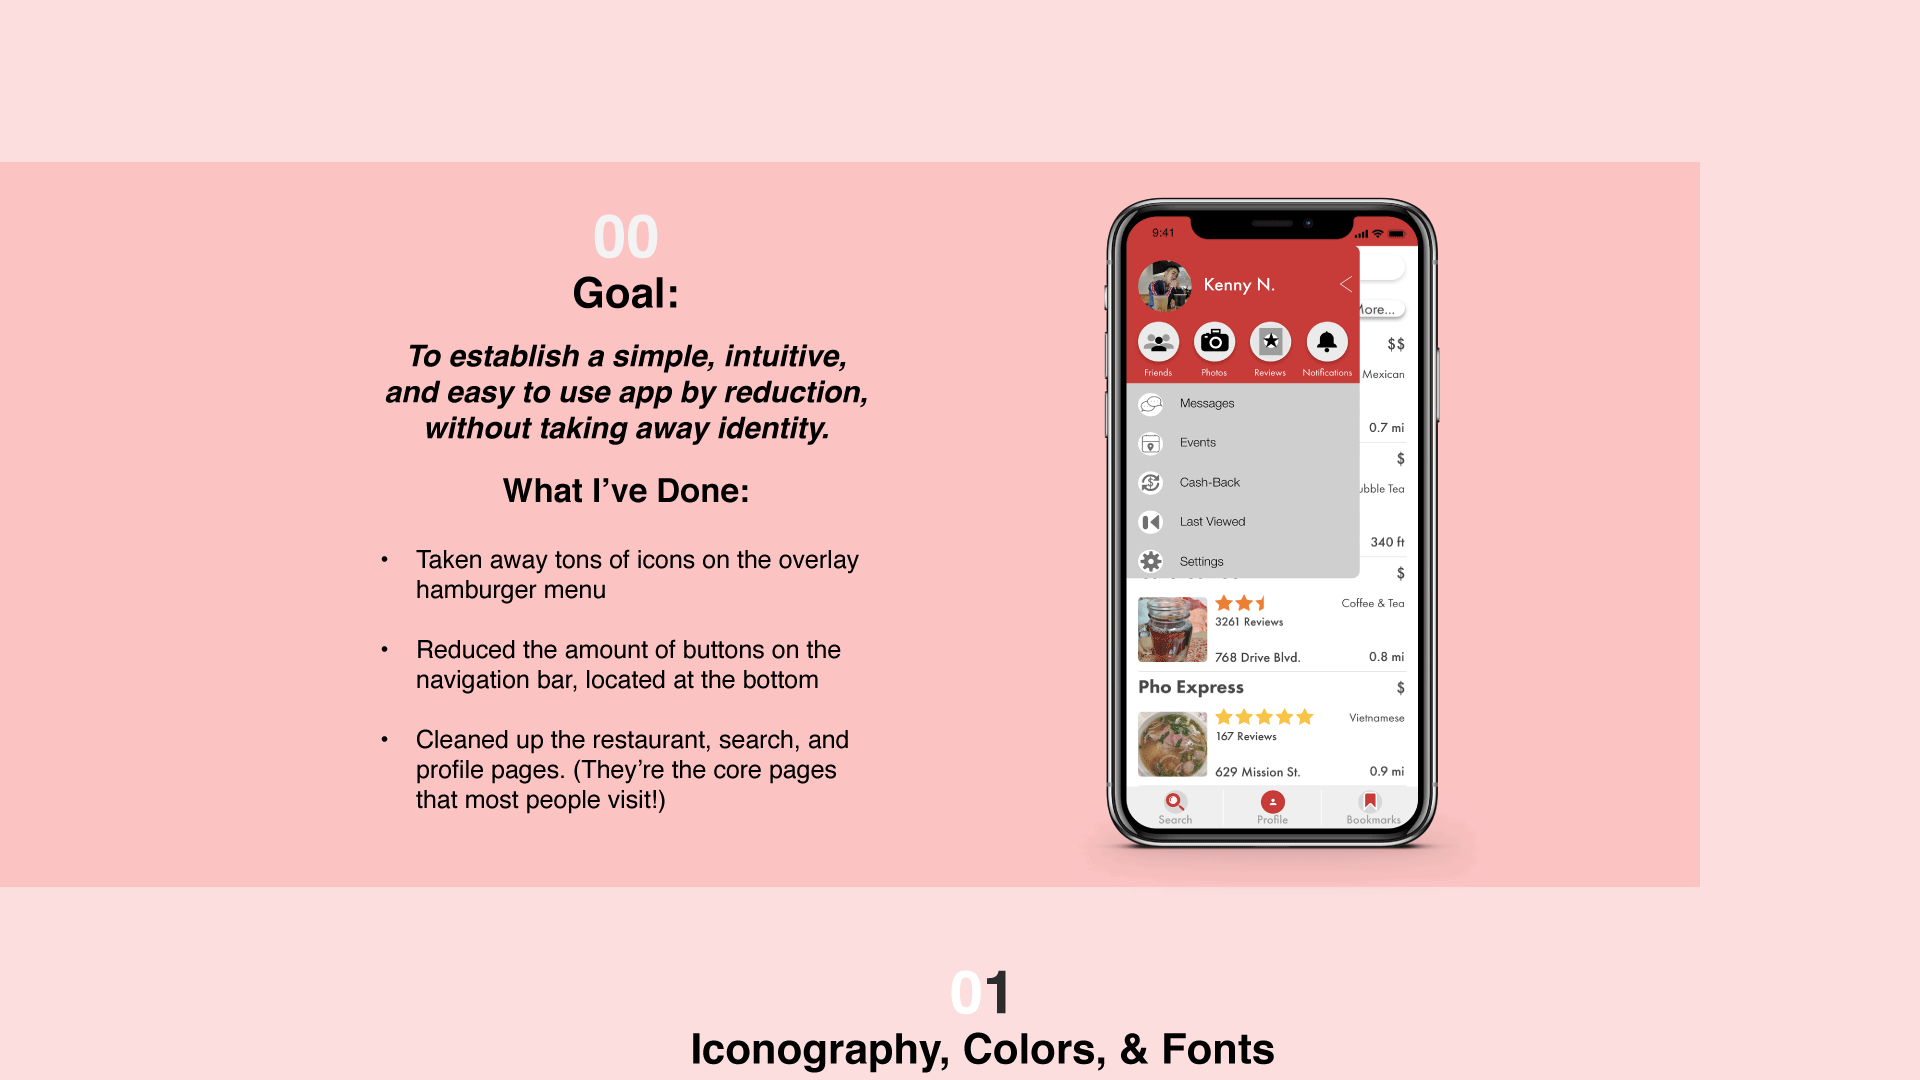 00
Goal:
To establish a simple, intuitive,
and easy to use app by reduction,
without taking away identity.
What I’ve Done:
• Taken away tons of icons on the overlay
hamburger menu
• Reduced the amount of buttons on the
navigation bar, located at the bottom
• Cleaned up the restaurant, search, and
profile pages. (They’re the core pages
that most people visit!)
9:41
Kenny N.
Friends Photos Reviews Notifications
Messages
Events
Cash-Back
Last Viewed
Settings
$$
Mexican
0.7 mi
$
340 ft
$
Coffee & Tea
3261 Reviews
768 Drive Blvd. 0.8 mi
Pho Express $
Vietnamese
167 Reviews
629 Mission St. 0.9 mi
Search Profile Bookmarks
01
Iconography, Colors, & Fonts